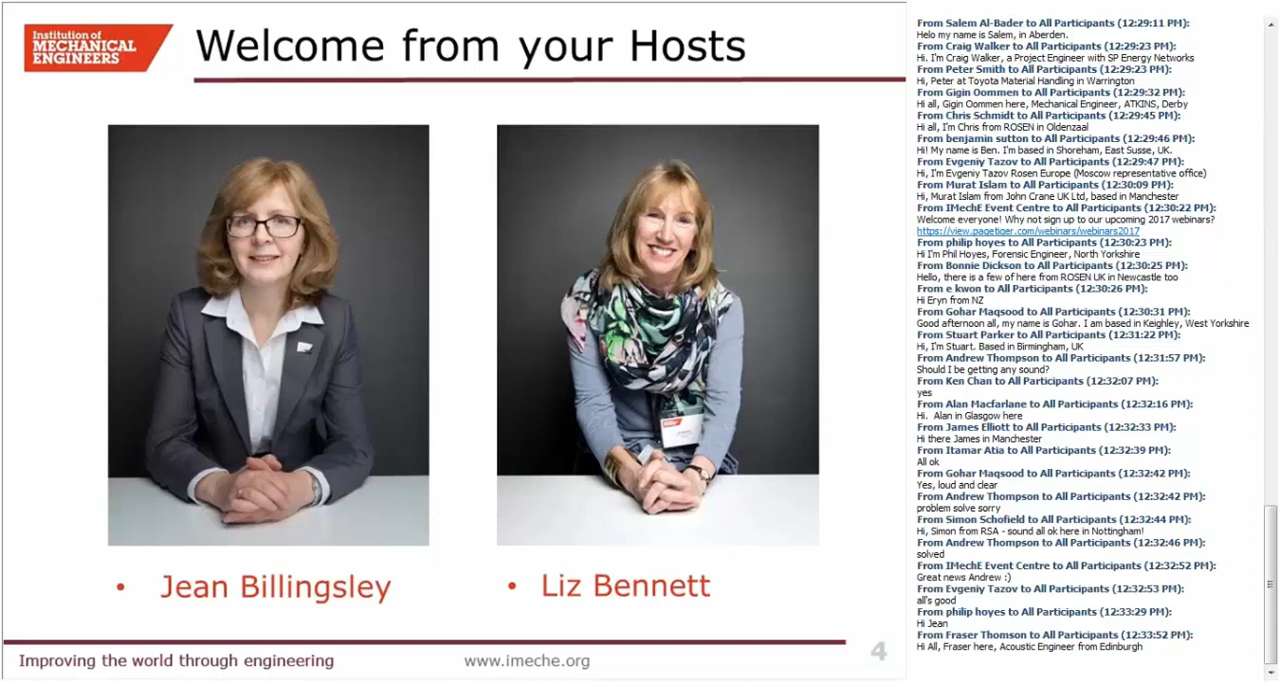 Institution of
MECHANICAL
ENGINEERS
Welcome from your Hosts
• Jean Billingsley
• Liz Bennett
Improving the world through engineering
www.imeche.org
4
From Salem Al-Bader to All Participants (12:29:11 PM):
Helo my name is Salem, in Aberden.
From Craig Walker to All Participants (12:29:23 PM):
Hi. I'm Craig Walker, a Project Engineer with SP Energy Networks
From Peter Smith to All Participants (12:29:23 PM):
Hi, Peter at Toyota Material Handling in Warrington
From Gigin Oommen to All Participants (12:29:32 PM):
Hi all, Gigin Oommen here, Mechanical Engineer, ATKINS, Derby
From Chris Schmidt to All Participants (12:29:45 PM):
Hi all, I'm Chris from ROSEN in Oldenzaal
From benjamin sutton to All Participants (12:29:46 PM):
Hi! My name is Ben. I'm based in Shoreham, East Susse, UK.
From Evgeniy Tazov to All Participants (12:29:47 PM):
Hi, I'm Evgeniy Tazov Rosen Europe (Moscow representative office)
From Murat Islam to All Participants (12:30:09 PM):
Hi, Murat Islam from John Crane UK Ltd, based in Manchester
From IMechE Event Centre to All Participants (12:30:22 PM):
Welcome everyone! Why not sign up to our upcoming 2017 webinars?
https://view.pagetiger.com/webinars/webinars2017
From philip hoyes to All Participants (12:30:23 PM):
Hi I'm Phil Hoyes, Forensic Engineer, North Yorkshire
From Bonnie Dickson to All Participants (12:30:25 PM):
Hello, there is a few of here from ROSEN UK in Newcastle too
From e kwon to All Participants (12:30:26 PM):
Hi Eryn from NZ
From Gohar Maqsood to All Participants (12:30:31 PM):
Good afternoon all, my name is Gohar. I am based in Keighley, West Yorkshire
From Stuart Parker to All Participants (12:31:22 PM):
Hi, I'm Stuart. Based in Birmingham, UK
From Andrew Thompson to All Participants (12:31:57 PM):
Should I be getting any sound?
From Ken Chan to All Participants (12:32:07 PM):
yes
From Alan Macfarlane to All Participants (12:32:16 PM):
Hi. Alan in Glasgow here
From James Elliott to All Participants (12:32:33 PM):
Hi there James in Manchester
From Itamar Atia to All Participants (12:32:39 PM):
All ok
From Gohar Maqsood to All Participants (12:32:42 PM):
Yes, loud and clear
From Andrew Thompson to All Participants (12:32:42 PM):
problem solve sorry
From Simon Schofield to All Participants (12:32:44 PM):
Hi, Simon from RSA - sound all ok here in Nottingham!
From Andrew Thompson to All Participants (12:32:46 PM):
solved
From IMechE Event Centre to All Participants (12:32:52 PM):
Great news Andrew :)
From Evgeniy Tazov to All Participants (12:32:53 PM):
all's good
From philip hoyes to All Participants (12:33:29 PM):
Hi Jean
From Fraser Thomson to All Participants (12:33:52 PM):
Hi All, Fraser here, Acoustic Engineer from Edinburgh